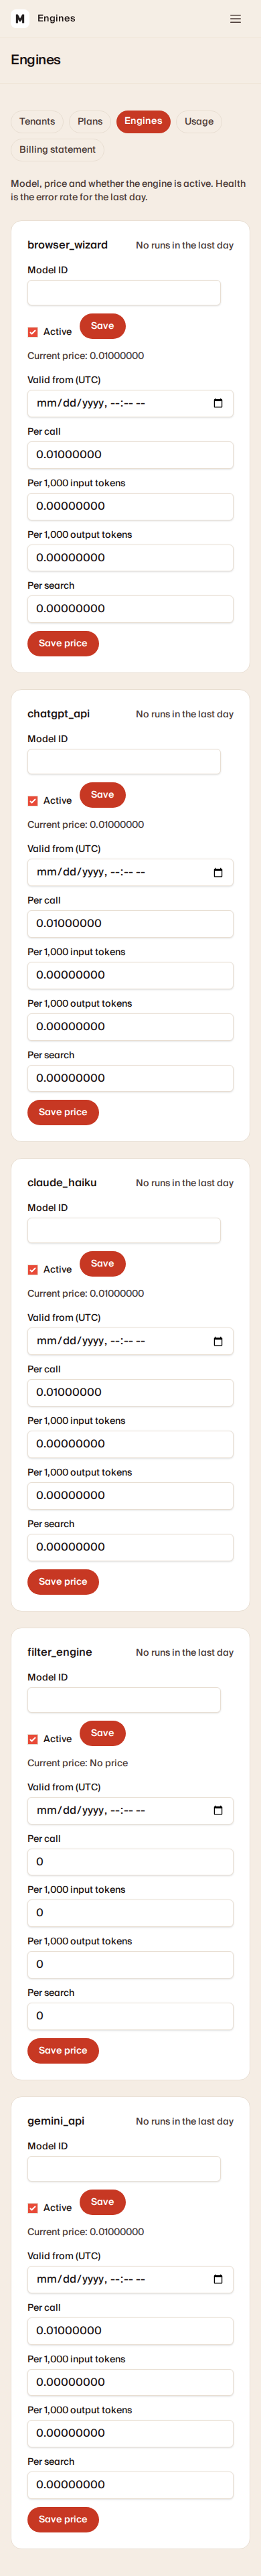 M Engines
Engines
Tenants Plans Engines Usage
Billing statement
Model, price and whether the engine is active. Health
is the error rate for the last day.
browser_wizard No runs in the last day
Model ID
Active Save
Current price: 0.01000000
Valid from (UTC)
mm/dd/yyyy, --:-- --
Per call
0.01000000
Per 1,000 input tokens
0.00000000
Per 1,000 output tokens
0.00000000
Per search
0.00000000
Save price
chatgpt_api No runs in the last day
Model ID
Active Save
Current price: 0.01000000
Valid from (UTC)
mm/dd/yyyy, --:-- --
Per call
0.01000000
Per 1,000 input tokens
0.00000000
Per 1,000 output tokens
0.00000000
Per search
0.00000000
Save price
claude_haiku No runs in the last day
Model ID
Active Save
Current price: 0.01000000
Valid from (UTC)
mm/dd/yyyy, --:-- --
Per call
0.01000000
Per 1,000 input tokens
0.00000000
Per 1,000 output tokens
0.00000000
Per search
0.00000000
Save price
filter_engine No runs in the last day
Model ID
Active Save
Current price: No price
Valid from (UTC)
mm/dd/yyyy, --:-- --
Per call
0
Per 1,000 input tokens
0
Per 1,000 output tokens
0
Per search
0
Save price
gemini_api No runs in the last day
Model ID
Active Save
Current price: 0.01000000
Valid from (UTC)
mm/dd/yyyy, --:-- --
Per call
0.01000000
Per 1,000 input tokens
0.00000000
Per 1,000 output tokens
0.00000000
Per search
0.00000000
Save price